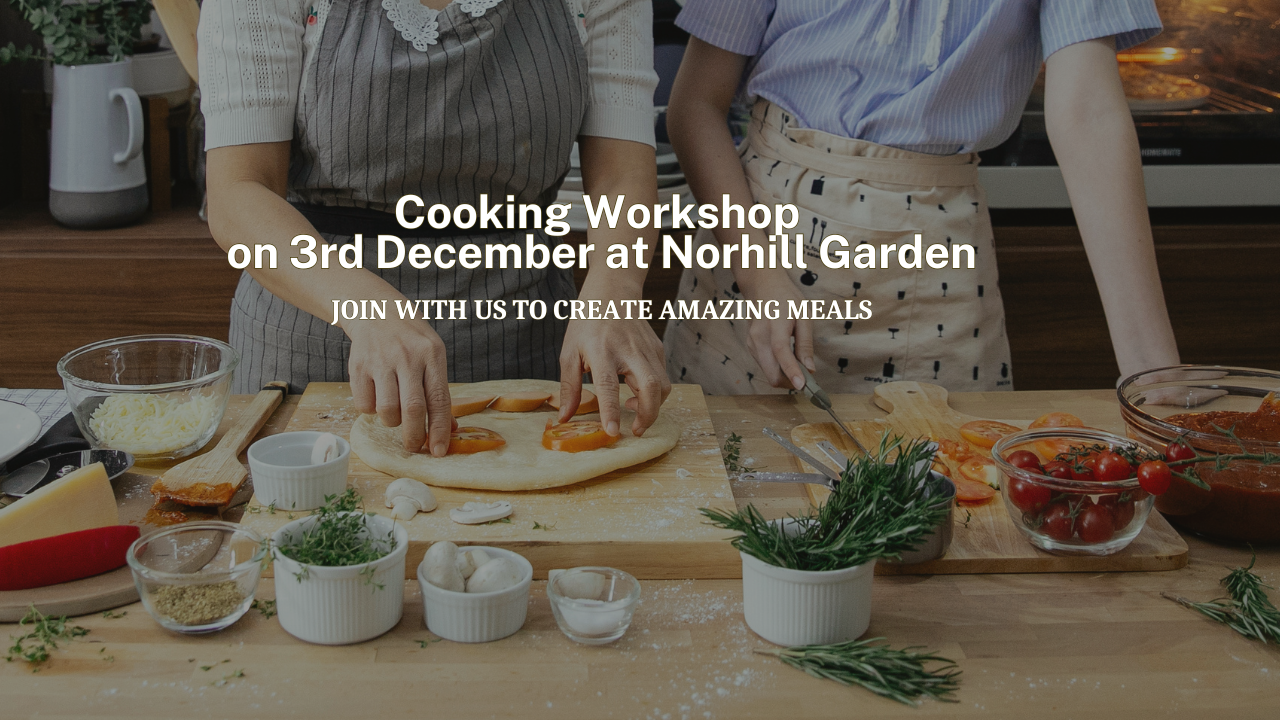 Cooking Workshop
on 3rd December at Norhill Garden
JOIN WITH US TO CREATE AMAZING MEALS